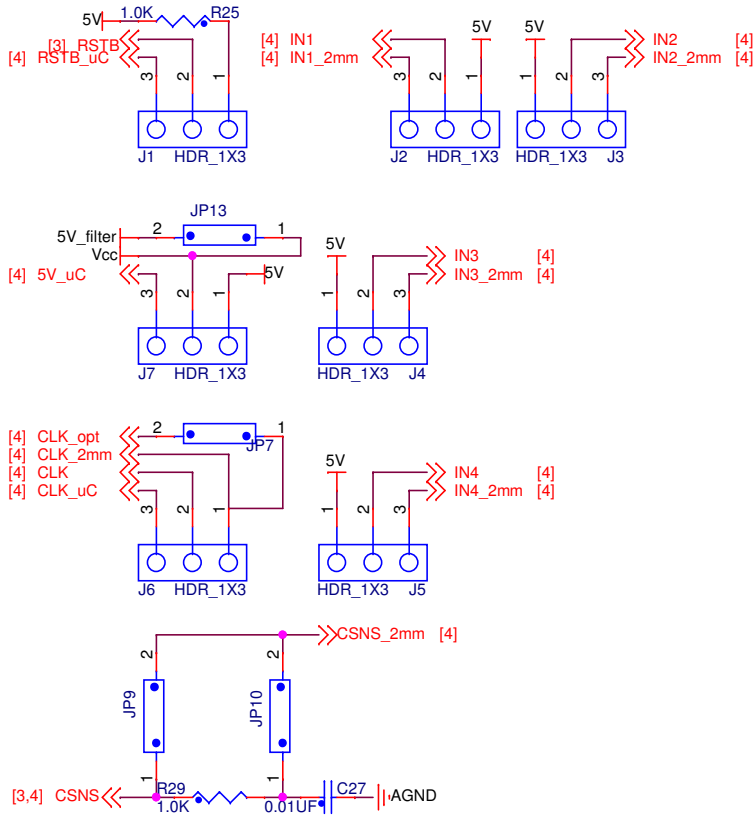 5V 1.0K R25
[3] RSTB
[4] RSTB_uC
3 2 1
J1 HDR_1X3
[4] IN1
[4] IN1_2mm
5V
3 2 1
J2 HDR_1X3
5V
IN2 [4]
IN2_2mm [4]
1 2 3
HDR_1X3 J3
JP13
5V_filter 2 1
Vcc
[4] 5V_uC 5V
3 2 1
J7 HDR_1X3
5V
IN3 [4]
IN3_2mm [4]
1 2 3
HDR_1X3 J4
[4] CLK_opt 2 1
JP7
[4] CLK_2mm
[4] CLK
[4] CLK_uC
3 2 1
J6 HDR_1X3
5V
IN4 [4]
IN4_2mm [4]
1 2 3
HDR_1X3 J5
CSNS_2mm [4]
2 2
JP9 JP10
1 1
[3,4] CSNS R29 C27 AGND
1.0K 0.01UF